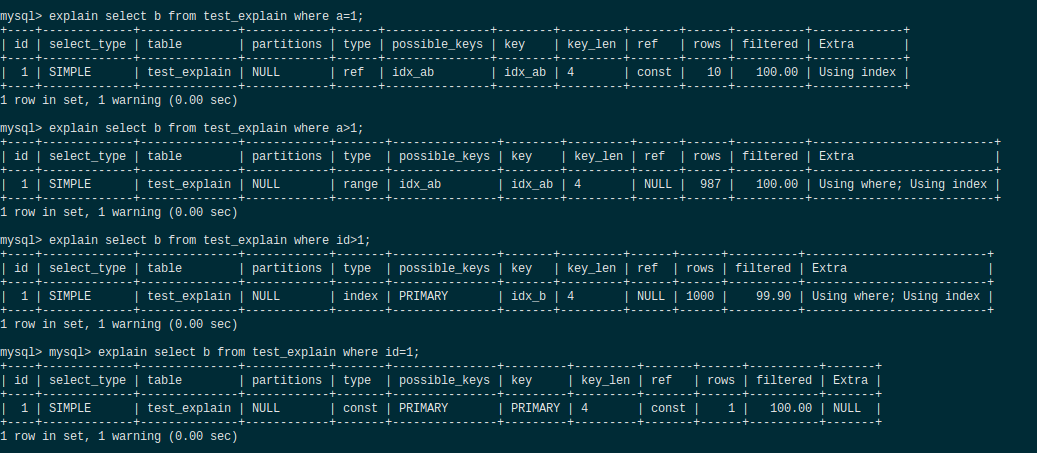 mysql> explain select b from test_explain where a=1;
+----+-------------+--------------+------------+------+---------------+--------+---------+-------+------+----------+-------------+
| id | select_type | table        | partitions | type | possible_keys | key    | key_len | ref   | rows | filtered | Extra       |
+----+-------------+--------------+------------+------+---------------+--------+---------+-------+------+----------+-------------+
|  1 | SIMPLE      | test_explain | NULL       | ref  | idx_ab        | idx_ab | 4       | const |   10 |   100.00 | Using index |
+----+-------------+--------------+------------+------+---------------+--------+---------+-------+------+----------+-------------+
1 row in set, 1 warning (0.00 sec)
mysql> explain select b from test_explain where a>1;
+----+-------------+--------------+------------+-------+---------------+--------+---------+------+------+----------+--------------------------+
| id | select_type | table        | partitions | type  | possible_keys | key    | key_len | ref  | rows | filtered | Extra                    |
+----+-------------+--------------+------------+-------+---------------+--------+---------+------+------+----------+--------------------------+
|  1 | SIMPLE      | test_explain | NULL       | range | idx_ab        | idx_ab | 4       | NULL |  987 |   100.00 | Using where; Using index |
+----+-------------+--------------+------------+-------+---------------+--------+---------+------+------+----------+--------------------------+
1 row in set, 1 warning (0.00 sec)
mysql> explain select b from test_explain where id>1;
+----+-------------+--------------+------------+-------+---------------+-------+---------+------+------+----------+--------------------------+
| id | select_type | table        | partitions | type  | possible_keys | key   | key_len | ref  | rows | filtered | Extra                    |
+----+-------------+--------------+------------+-------+---------------+-------+---------+------+------+----------+--------------------------+
|  1 | SIMPLE      | test_explain | NULL       | index | PRIMARY       | idx_b | 4       | NULL | 1000 |    99.90 | Using where; Using index |
+----+-------------+--------------+------------+-------+---------------+-------+---------+------+------+----------+--------------------------+
1 row in set, 1 warning (0.00 sec)
mysql> mysql> explain select b from test_explain where id=1;
+----+-------------+--------------+------------+-------+---------------+---------+---------+-------+------+----------+-------+
| id | select_type | table        | partitions | type  | possible_keys | key     | key_len | ref   | rows | filtered | Extra |
+----+-------------+--------------+------------+-------+---------------+---------+---------+-------+------+----------+-------+
|  1 | SIMPLE      | test_explain | NULL       | const | PRIMARY       | PRIMARY | 4       | const |    1 |   100.00 | NULL  |
+----+-------------+--------------+------------+-------+---------------+---------+---------+-------+------+----------+-------+
1 row in set, 1 warning (0.00 sec)